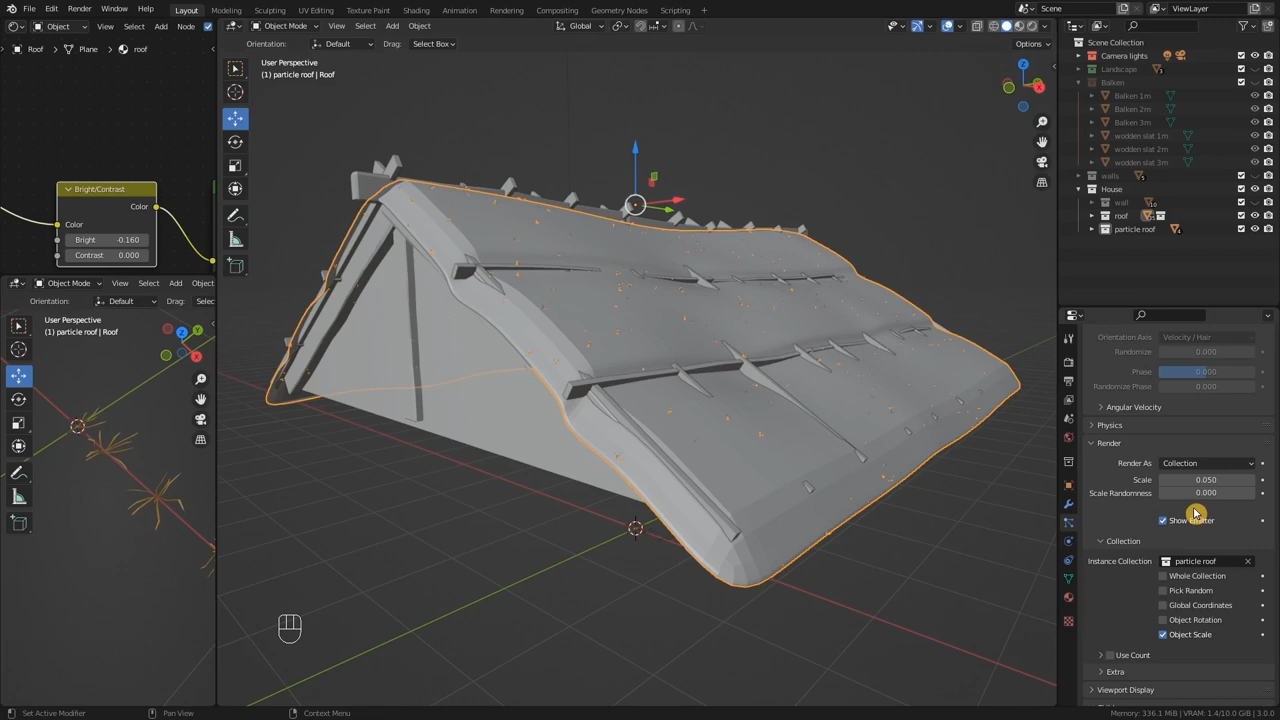 File Edit Render Window Help Layout Modeling Sculpting UV Editing Texture Paint Shading Animation Rendering Compositing Geometry Nodes Scripting + Scene ViewLayer
Object View Select Add Node
Object Mode View Select Add Object Global
Orientation: Default Drag: Select Box Options
Roof Plane roof
User Perspective
(1) particle roof | Roof
Bright/Contrast
Color
Color
Bright -0.160
Contrast 0.000
Object Mode View Select Add Object
Orientation: Default Drag: Selec
User Perspective
(1) particle roof | Roof
Scene Collection
Camera lights
Landscape
Balken
Balken 1m
Balken 2m
Balken 3m
wodden slat 1m
wodden slat 2m
wodden slat 3m
walls
House
wall
roof
particle roof
Orientation Axis Velocity / Hair
Randomize 0.000
Phase 0.000
Randomize Phase 0.000
Angular Velocity
Physics
Render
Render As Collection
Scale 0.050
Scale Randomness 0.000
Show Emitter
Collection
Instance Collection particle roof
Whole Collection
Pick Random
Global Coordinates
Object Rotation
Object Scale
Use Count
Extra
Viewport Display
Set Active Modifier Pan View Context Menu Memory: 336.1 MiB | VRAM: 1.4/10.0 GiB | 3.0.0